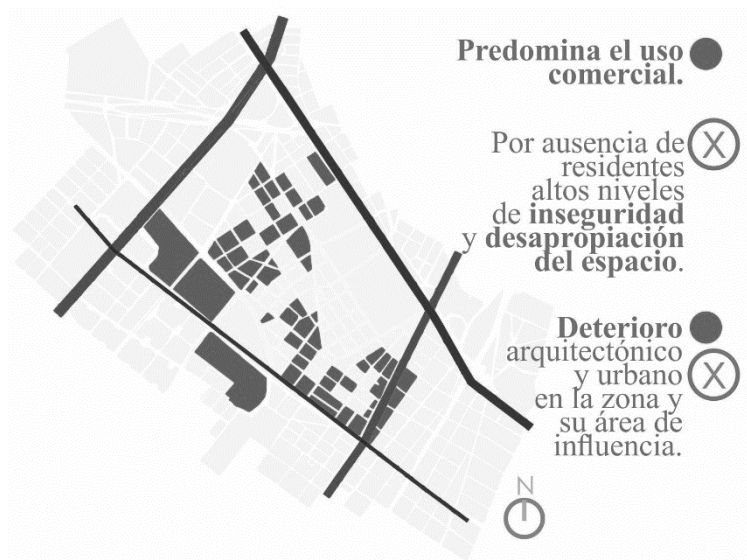 Predomina el uso
comercial.
Por ausencia de
residentes
altos niveles
de inseguridad
y desapropiación
del espacio.
Deterioro
arquitectónico
y urbano
en la zona y
su área de
influencia.
N